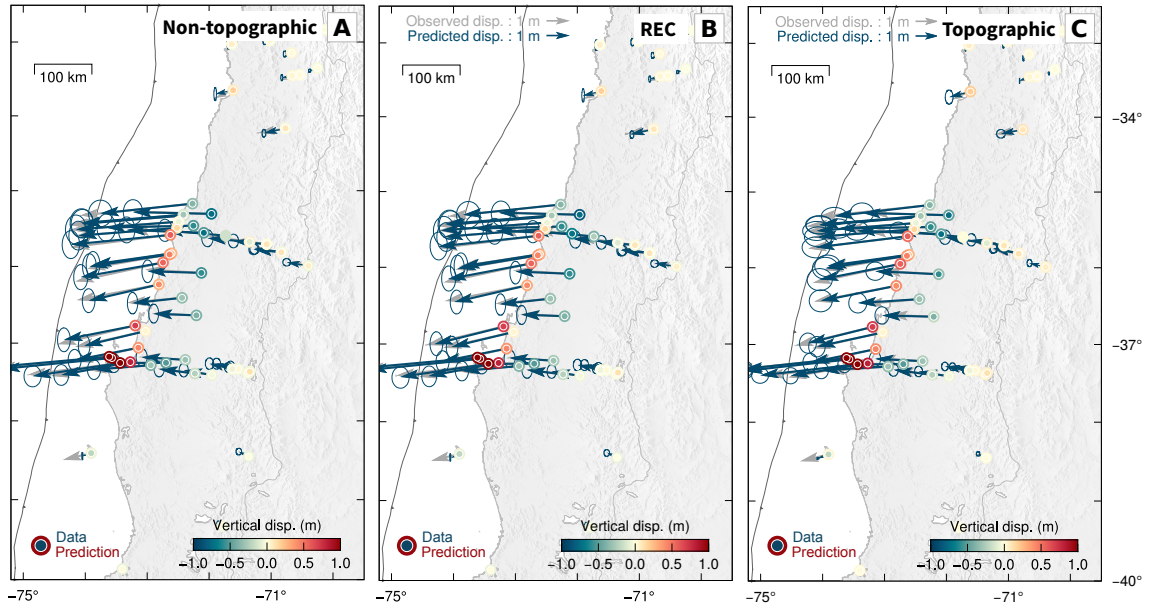 Non-topographic A
100 km
Vertical disp. (m)
Data
Prediction
-1.0 -0.5 0.0 0.5 1.0
−75° −71°
Observed disp. : 1 m
Predicted disp. : 1 m
REC B
100 km
Vertical disp. (m)
Data
Prediction
-1.0 -0.5 0.0 0.5 1.0
−75° −71°
Observed disp. : 1 m
Predicted disp. : 1 m
Topographic C
100 km
−34°
−37°
Vertical disp. (m)
Data
Prediction
-1.0 -0.5 0.0 0.5 1.0
−40°
−75° −71°